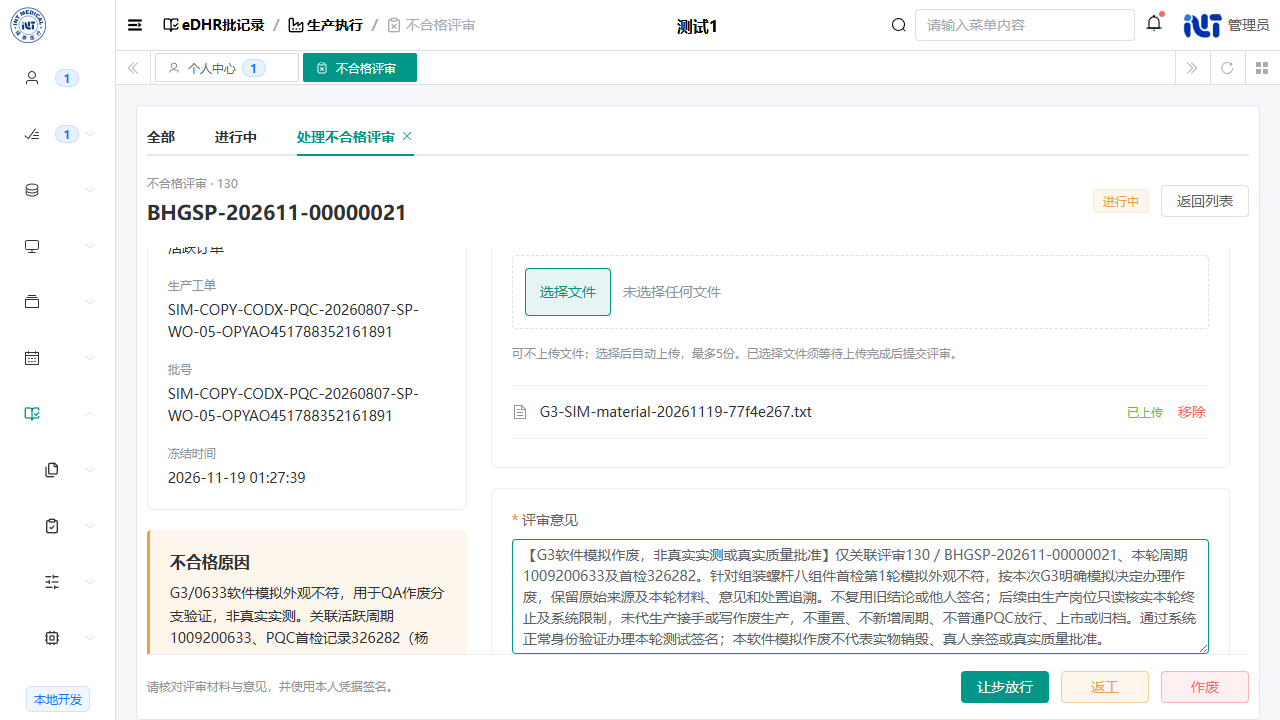 eDHR批记录 / 生产执行 / 不合格评审
测试1
请输入菜单内容
管理员
个人中心 1
不合格评审
1
1
全部
进行中
处理不合格评审
不合格评审 · 130
BHGSP-202611-00000021
进行中
返回列表
活跃订单
生产工单
SIM-COPY-CODX-PQC-20260807-SP-
WO-05-OPYAO451788352161891
批号
SIM-COPY-CODX-PQC-20260807-SP-
WO-05-OPYAO451788352161891
冻结时间
2026-11-19 01:27:39
不合格原因
G3/0633软件模拟外观不符，用于QA作废分
支验证，非真实实测。关联活跃周期
1009200633、PQC首检记录326282（杨
选择文件
未选择任何文件
可不上传文件；选择后自动上传，最多5份。已选择文件须等待上传完成后提交评审。
G3-SIM-material-20261119-77f4e267.txt
已上传
移除
* 评审意见
【G3软件模拟作废，非真实实测或真实质量批准】仅关联评审130 / BHGSP-202611-00000021、本轮周期
1009200633及首检326282。针对组装螺杆八组件首检第1轮模拟外观不符，按本次G3明确模拟决定办理作
废，保留原始来源及本轮材料、意见和处置追溯。不复用旧结论或他人签名；后续由生产岗位只读核实本轮终
止及系统限制，未代生产接手或写作废生产，不重置、不新增周期、不普通PQC放行、上市或归档。通过系统
正常身份验证办理本轮测试签名；本软件模拟作废不代表实物销毁、真人亲签或真实质量批准。
请核对评审材料与意见，并使用本人凭据签名。
让步放行
返工
作废
本地开发